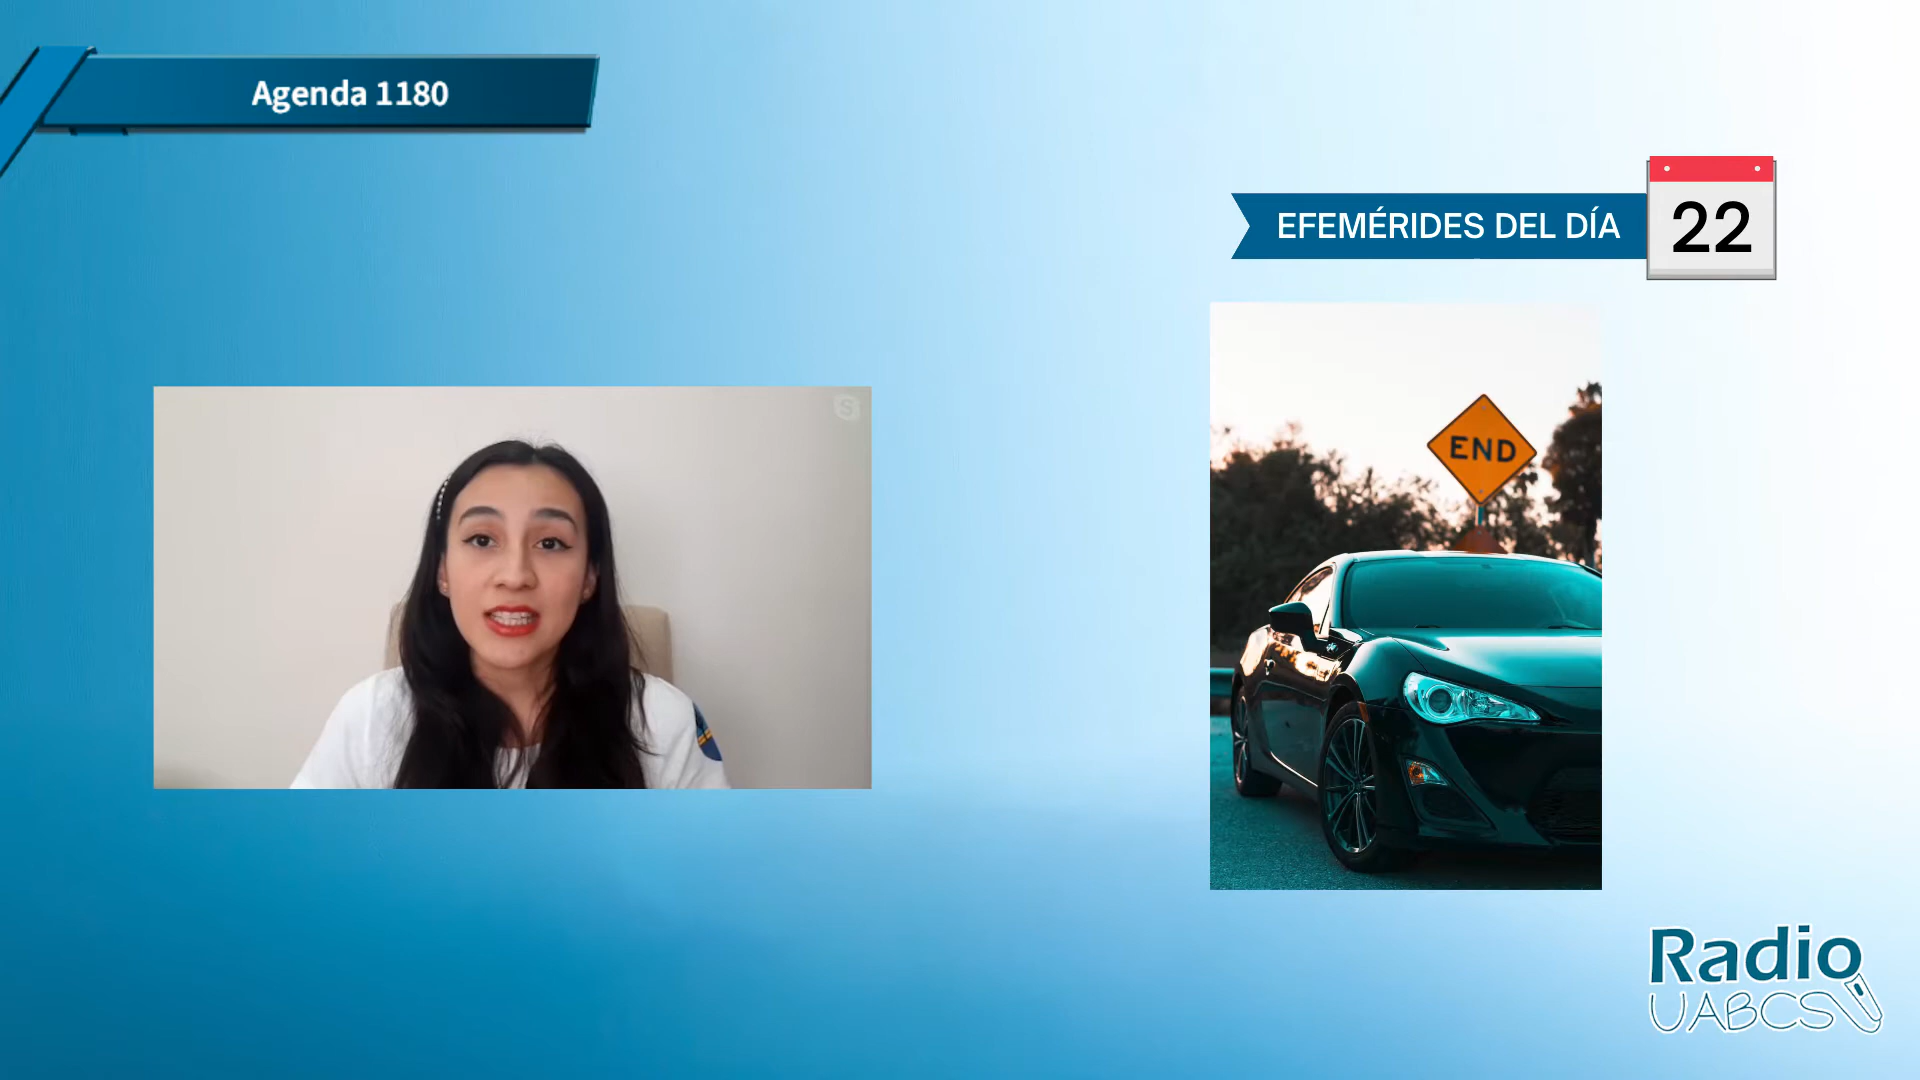 Agenda 1180
EFEMÉRIDES DEL DÍA
22
S
END
Radio
UABCS